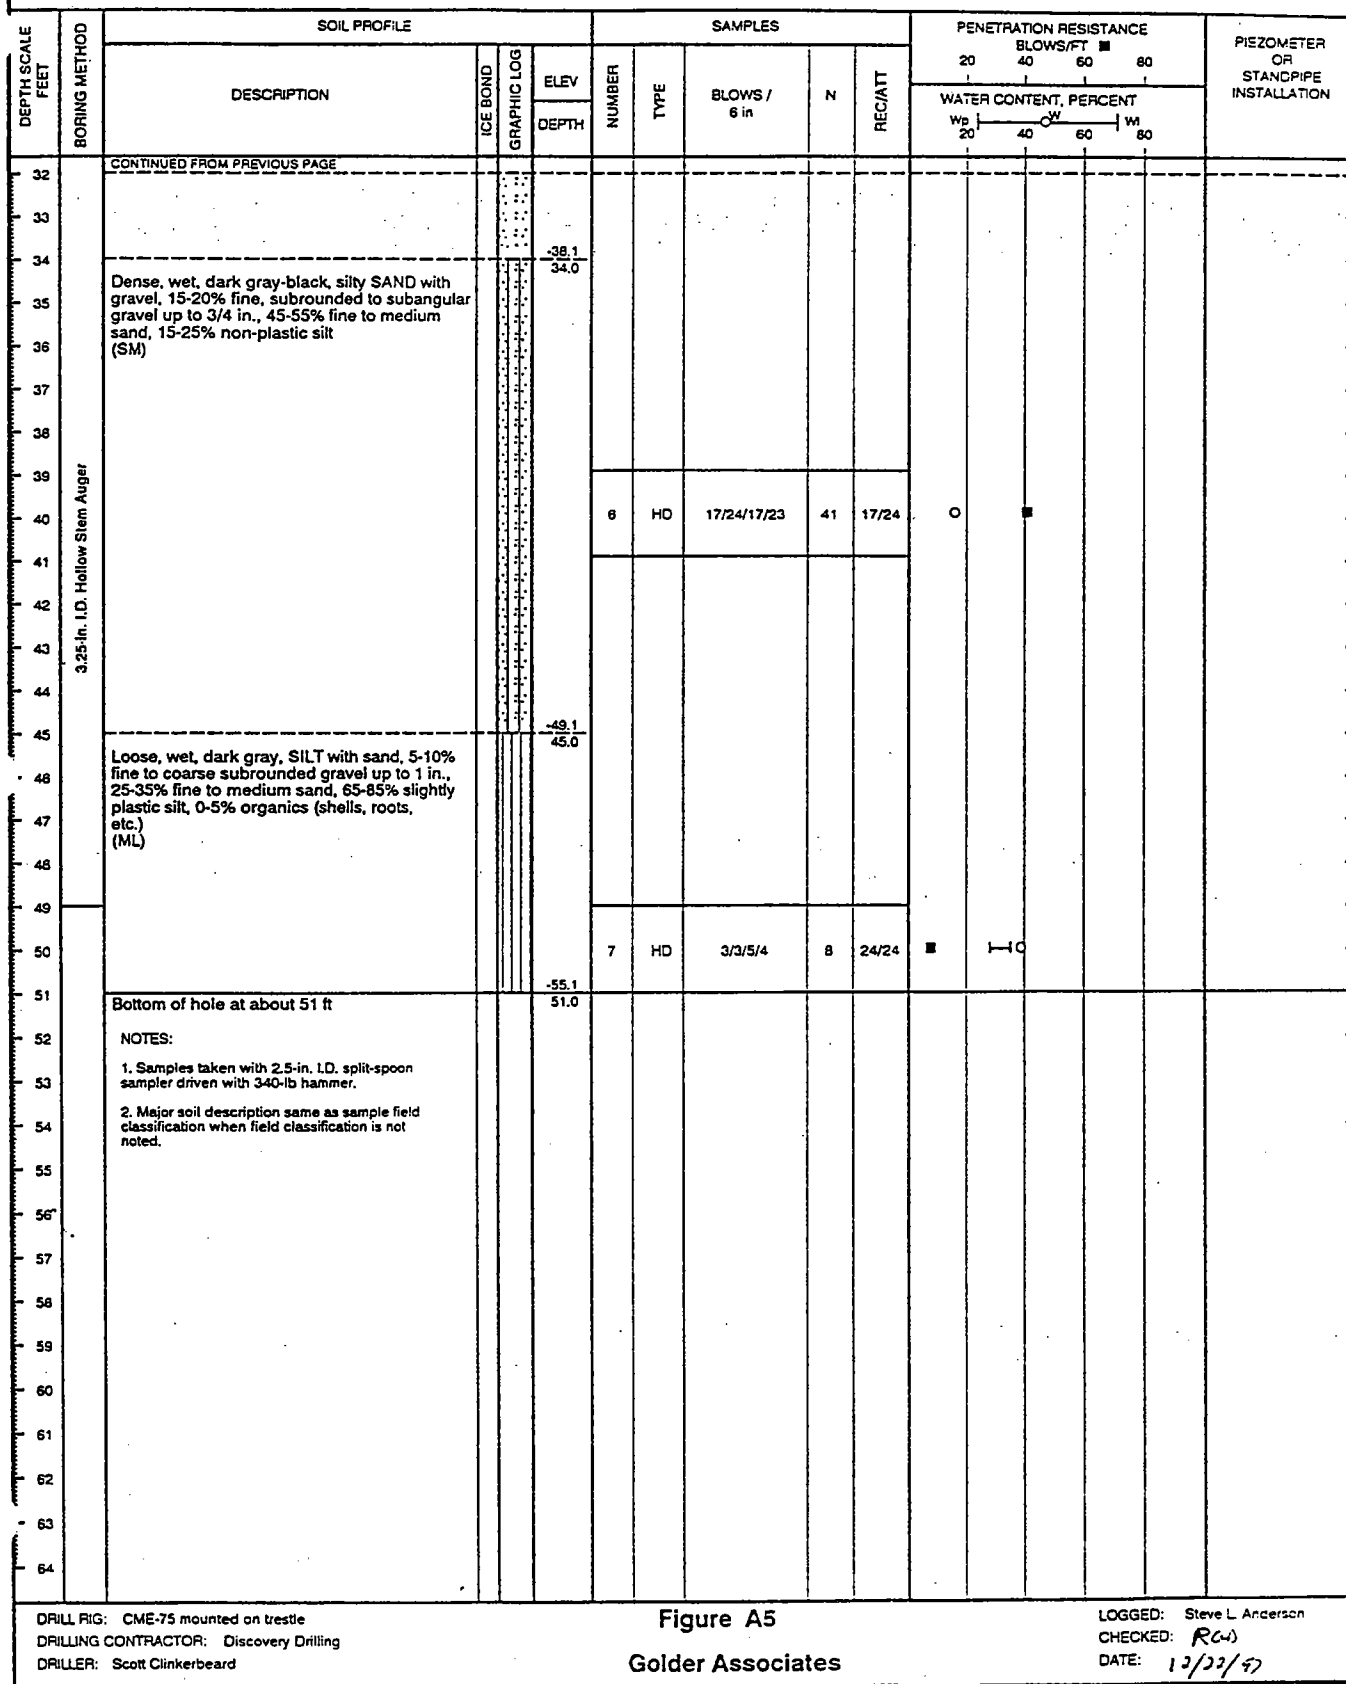 DEPTH SCALE
FEET
BORING METHOD
SOIL PROFILE
DESCRIPTION
ICE BOND
GRAPHIC LOG
ELEV
DEPTH
SAMPLES
NUMBER
TYPE
BLOWS /
6 in
N
REC/ATT
PENETRATION RESISTANCE
BLOWS/FT ■
20 40 60 80
WATER CONTENT, PERCENT
Wp W Wl
20 40 60 80
PIEZOMETER
OR
STANDPIPE
INSTALLATION
CONTINUED FROM PREVIOUS PAGE
32
33
34
-38.1
34.0
Dense, wet, dark gray-black, silty SAND with
gravel, 15-20% fine, subrounded to subangular
gravel up to 3/4 in., 45-55% fine to medium
sand, 15-25% non-plastic silt
(SM)
35
36
37
38
39
3.25-in. I.D. Hollow Stem Auger
40
6 HD 17/24/17/23 41 17/24
41
42
43
44
45
-49.1
45.0
Loose, wet, dark gray, SILT with sand, 5-10%
fine to coarse subrounded gravel up to 1 in.,
25-35% fine to medium sand, 65-85% slightly
plastic silt, 0-5% organics (shells, roots,
etc.)
(ML)
46
47
48
49
50
7 HD 3/3/5/4 8 24/24
51
-55.1
51.0
Bottom of hole at about 51 ft
52
NOTES:
1. Samples taken with 2.5-in. I.D. split-spoon
sampler driven with 340-lb hammer.
53
2. Major soil description same as sample field
classification when field classification is not
noted.
54
55
56
57
58
59
60
61
62
63
64
DRILL RIG: CME-75 mounted on trestle
DRILLING CONTRACTOR: Discovery Drilling
DRILLER: Scott Clinkerbeard
Figure A5
Golder Associates
LOGGED: Steve L. Anderson
CHECKED:
DATE: 12/22/97